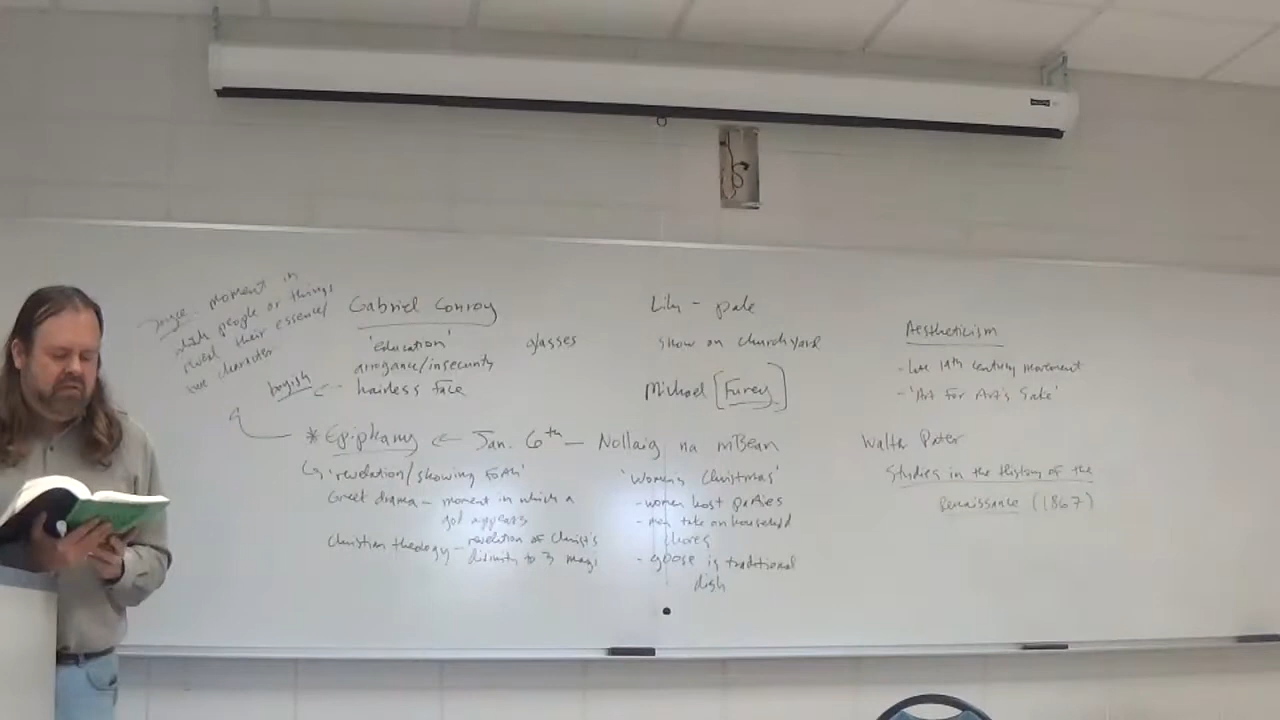 Joyce - moment in
which people or things
reveal their essence/
true character
Gabriel Conroy
'education'
glasses
arrogance/insecurity
boyish ← hairless face
* Epiphany ← Jan. 6th — Nollaig na mBean
↳ 'revelation/showing forth'
Greek drama — moment in which a
god appears
Christian theology — revelation of Christ's
divinity to 3 magi
Lily - pale
snow on churchyard
Michael [Furey]
'Women's Christmas'
- women host parties
- men take on household
chores
- goose is traditional
dish
Aestheticism
- late 19th century movement
- 'Art for Art's Sake'
Walter Pater
Studies in the History of the
Renaissance (1867)